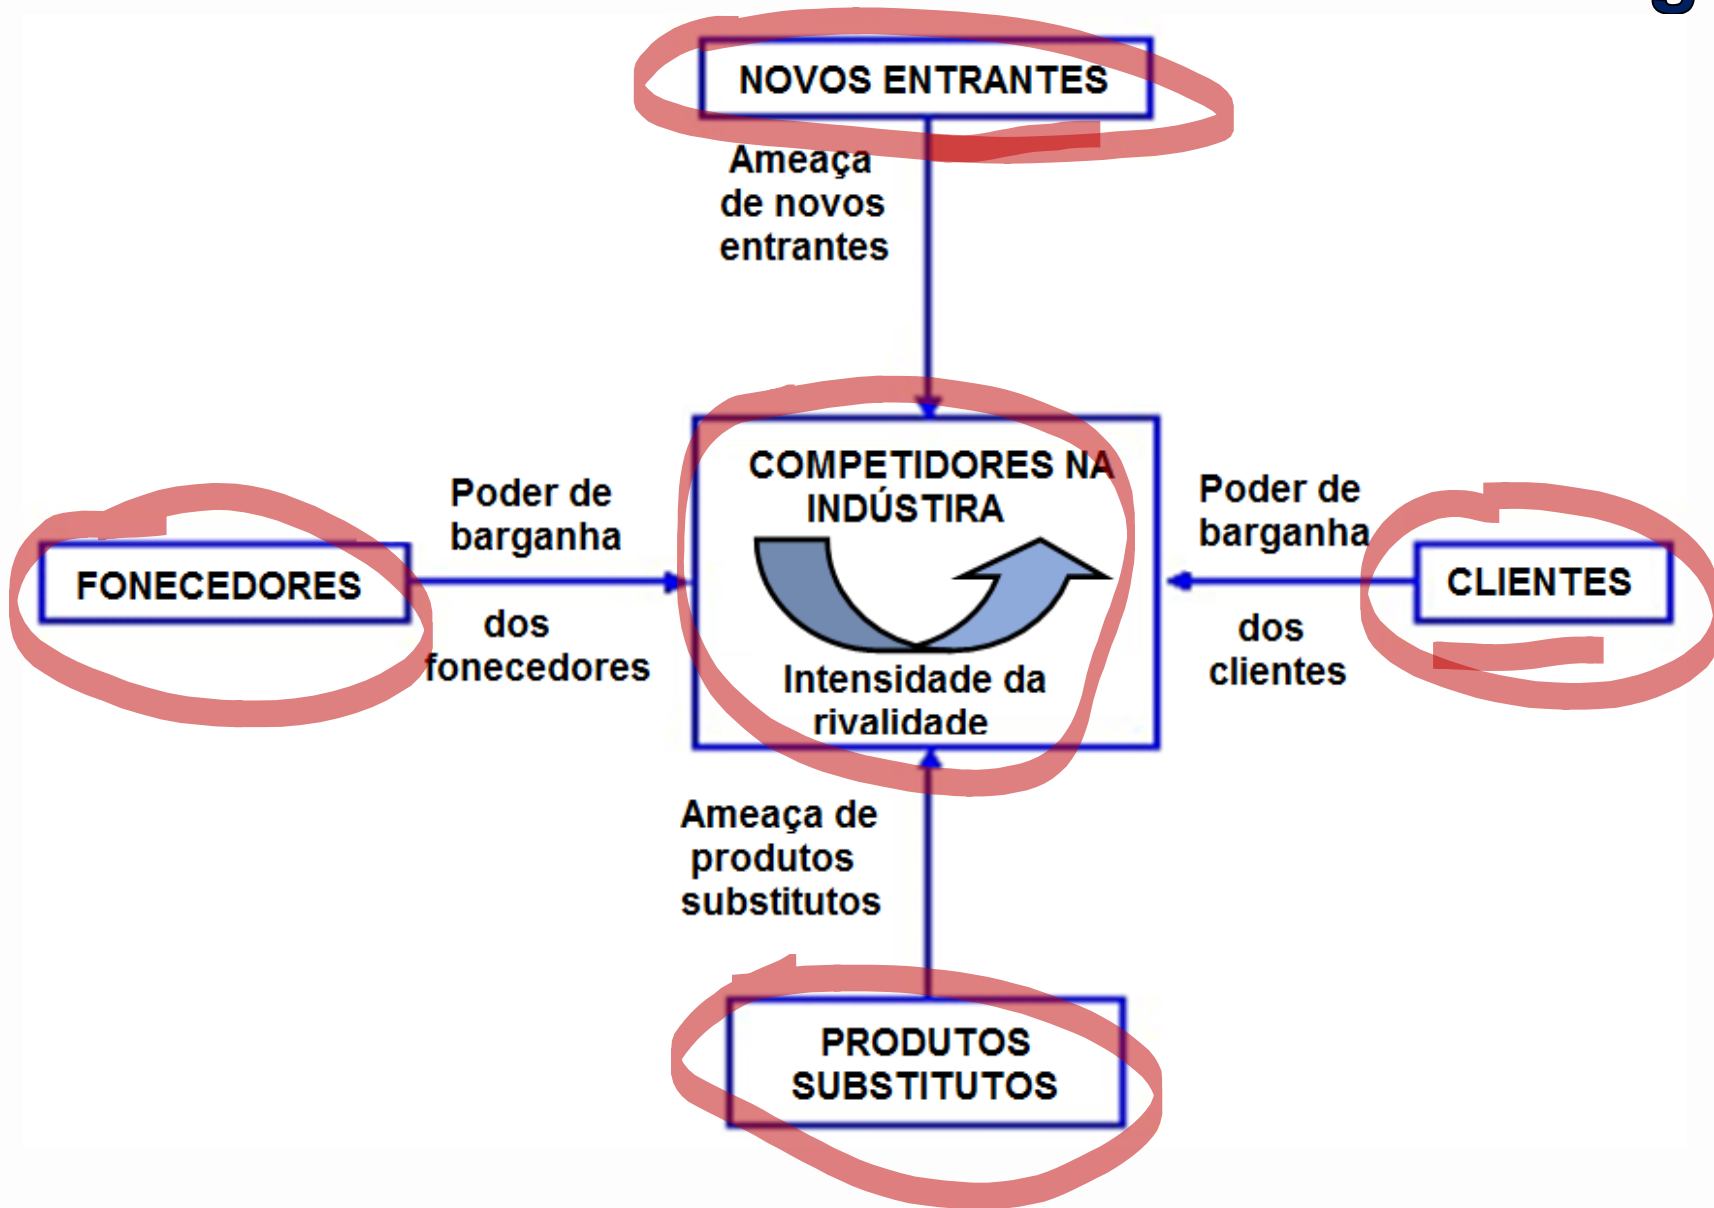 NOVOS ENTRANTES
Ameaça
de novos
entrantes
COMPETIDORES NA
INDÚSTIRA
Intensidade da
rivalidade
Poder de
barganha
FONECEDORES
dos
fonecedores
Poder de
barganha
CLIENTES
dos
clientes
Ameaça de
produtos
substitutos
PRODUTOS
SUBSTITUTOS